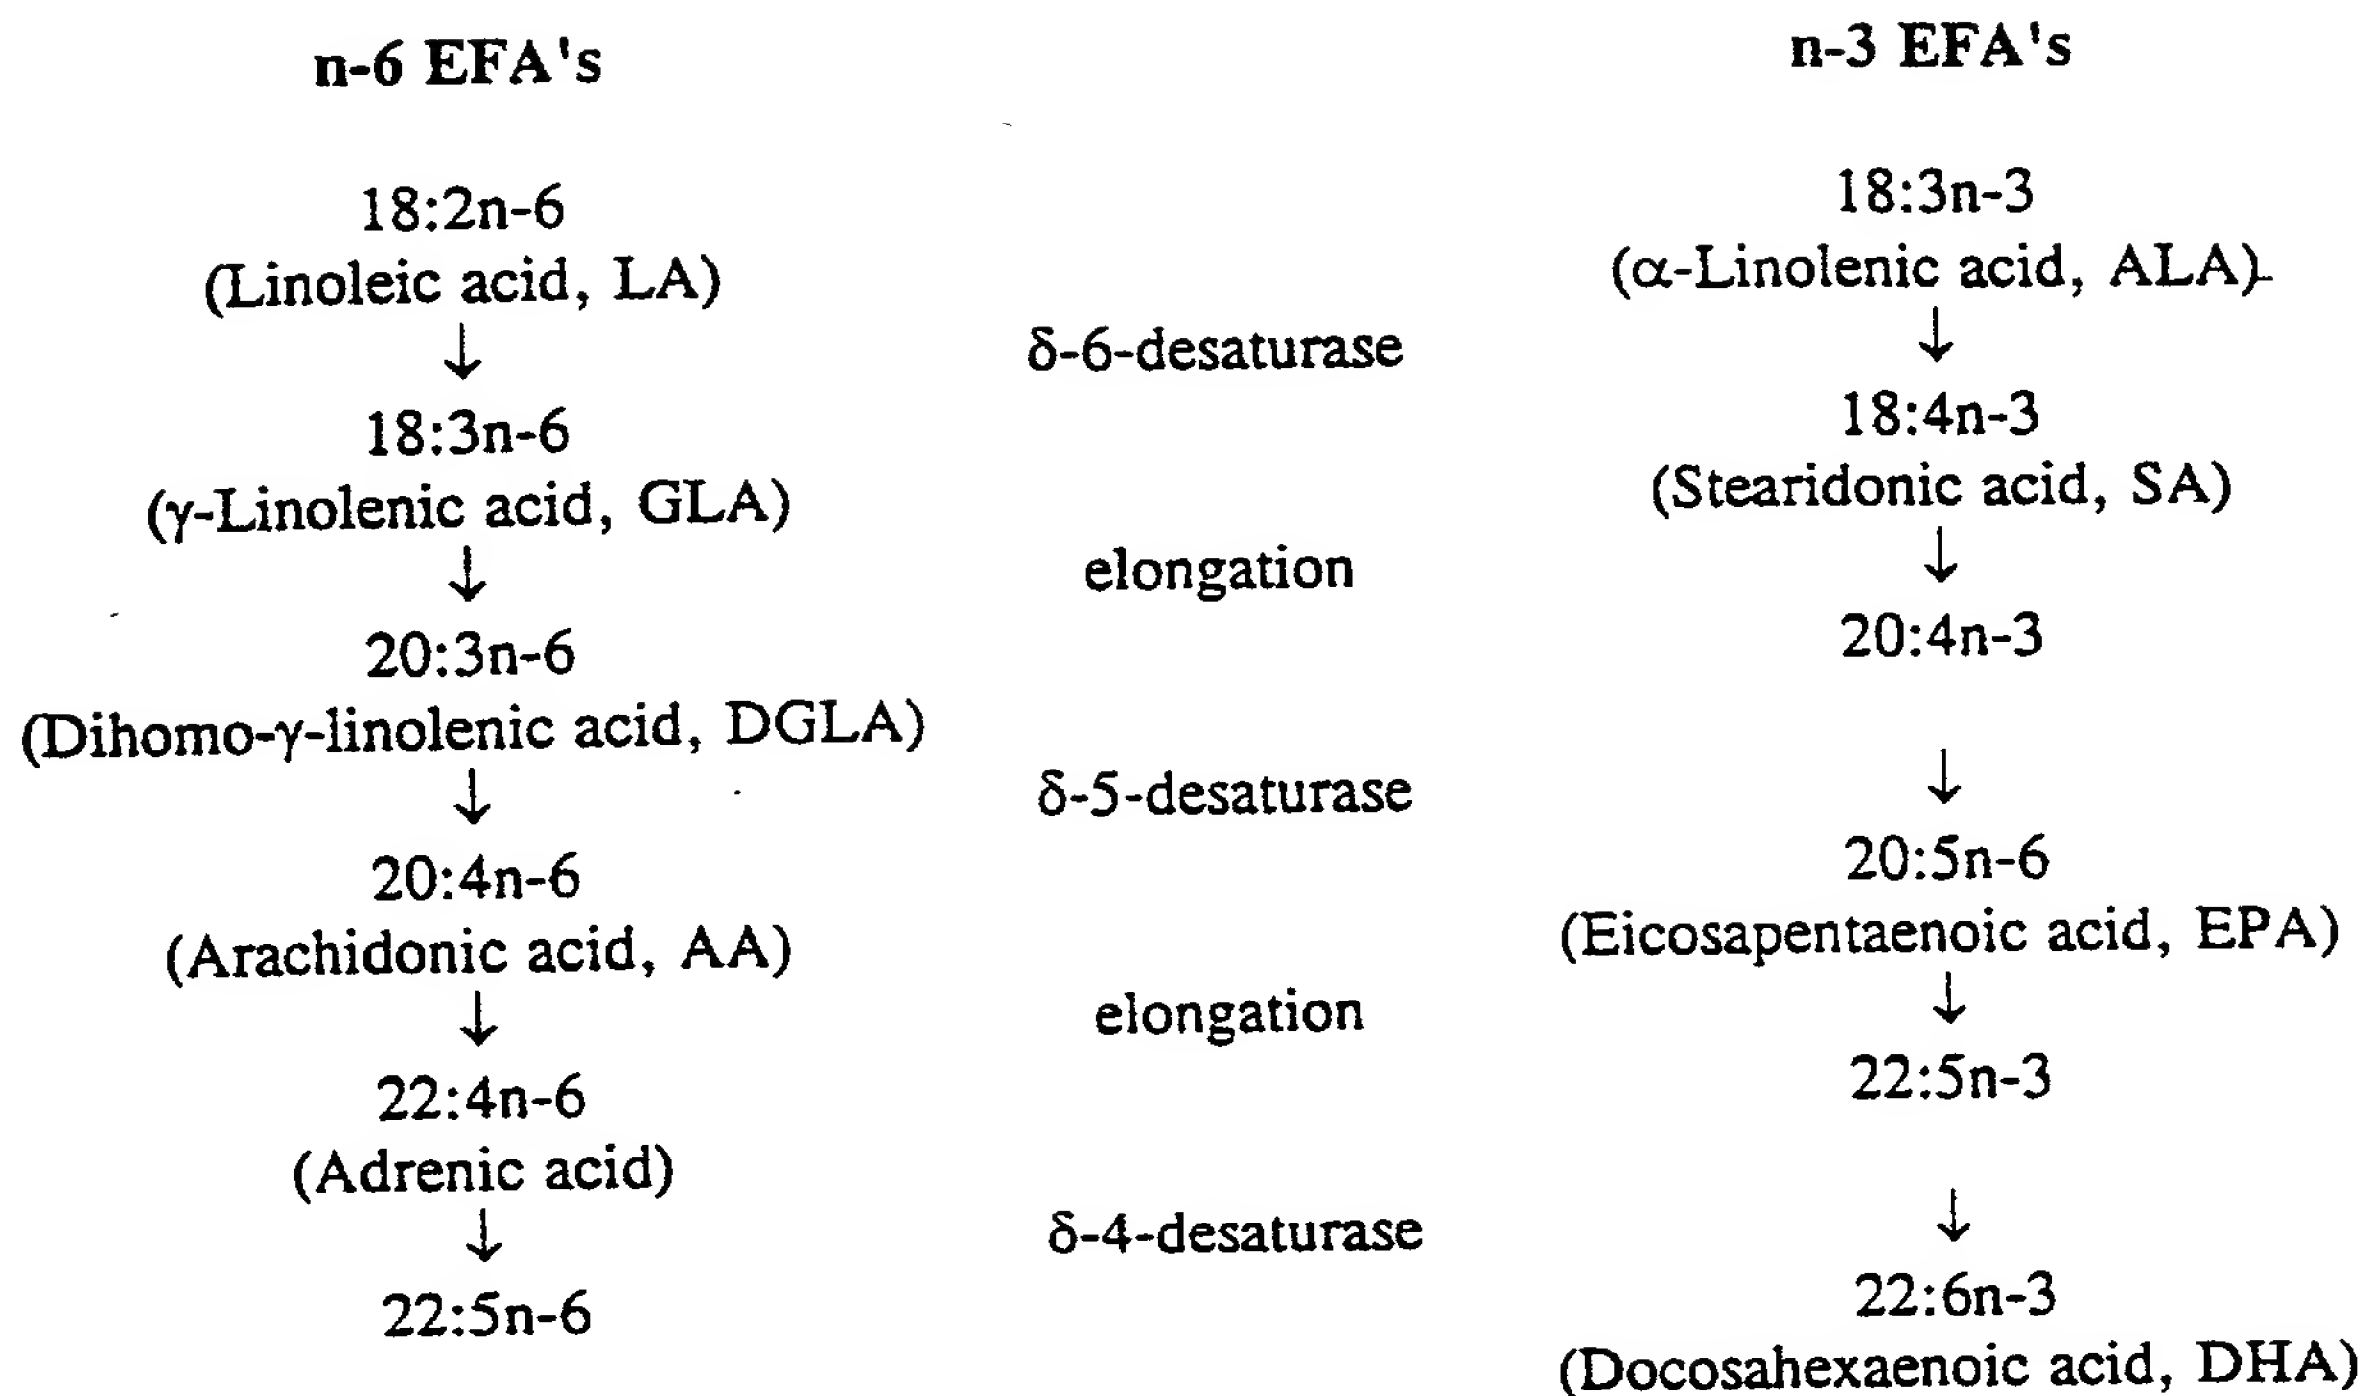 n-6 EFA's
18:2n-6
(Linoleic acid, LA)
↓
18:3n-6
(γ-Linolenic acid, GLA)
↓
20:3n-6
(Dihomo-γ-linolenic acid, DGLA)
↓
20:4n-6
(Arachidonic acid, AA)
↓
22:4n-6
(Adrenic acid)
↓
22:5n-6
δ-6-desaturase
elongation
δ-5-desaturase
elongation
δ-4-desaturase
n-3 EFA's
18:3n-3
(α-Linolenic acid, ALA)
↓
18:4n-3
(Stearidonic acid, SA)
↓
20:4n-3
↓
20:5n-6
(Eicosapentaenoic acid, EPA)
↓
22:5n-3
↓
22:6n-3
(Docosahexaenoic acid, DHA)